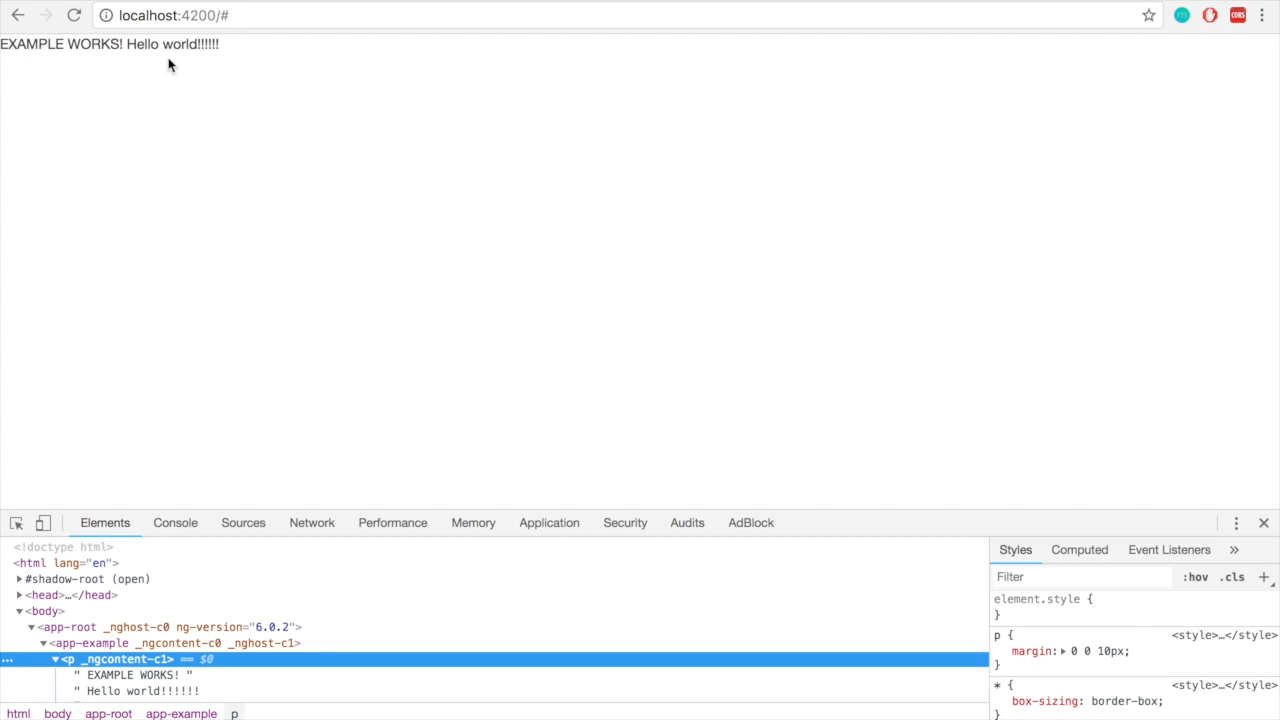 localhost:4200/#
m
CORS
EXAMPLE WORKS! Hello world!!!!!!
Elements Console Sources Network Performance Memory Application Security Audits AdBlock
<!doctype html>
<html lang="en">
#shadow-root (open)
<head>…</head>
<body>
<app-root _nghost-c0 ng-version="6.0.2">
<app-example _ngcontent-c0 _nghost-c1>
... <p _ngcontent-c1> == $0
" EXAMPLE WORKS! "
" Hello world!!!!!!
html body app-root app-example p
Styles Computed Event Listeners »
Filter :hov .cls +
element.style {
}
p { <style>…</style>
margin: 0 0 10px;
}
* { <style>…</style>
box-sizing: border-box;
}